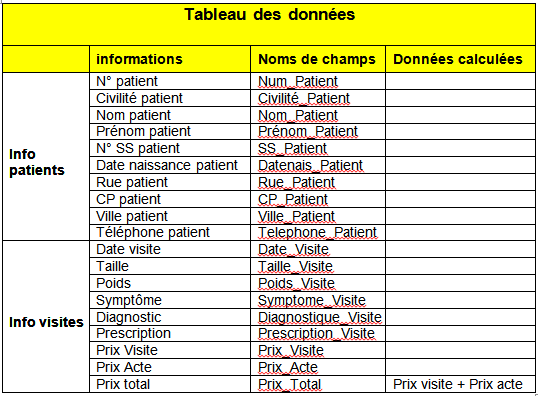 Tableau des données
informations Noms de champs Données calculées
Info patients
N° patient Num_Patient
Civilité patient Civilité_Patient
Nom patient Nom_Patient
Prénom patient Prénom_Patient
N° SS patient SS_Patient
Date naissance patient Datenais_Patient
Rue patient Rue_Patient
CP patient CP_Patient
Ville patient Ville_Patient
Téléphone patient Telephone_Patient
Info visites
Date visite Date_Visite
Taille Taille_Visite
Poids Poids_Visite
Symptôme Symptome_Visite
Diagnostic Diagnostique_Visite
Prescription Prescription_Visite
Prix Visite Prix_Visite
Prix Acte Prix_Acte
Prix total Prix_Total Prix visite + Prix acte